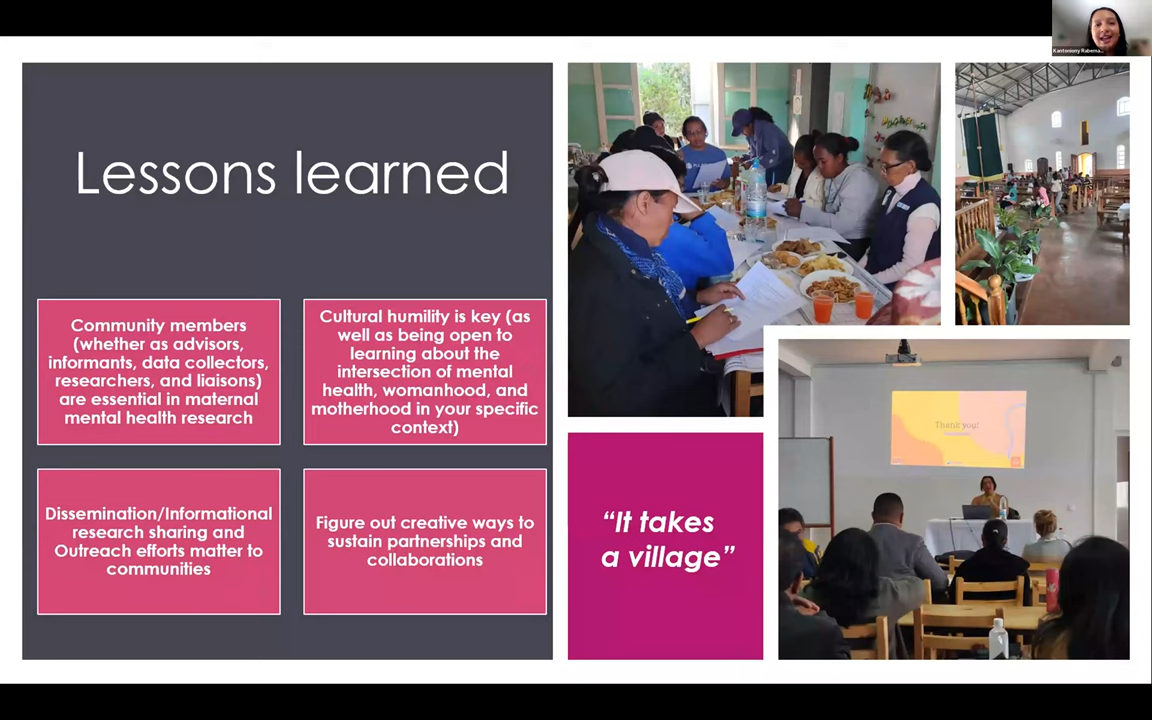 Kantoniony Rabema...
Lessons learned
Community members
(whether as advisors,
informants, data collectors,
researchers, and liaisons)
are essential in maternal
mental health research
Cultural humility is key (as
well as being open to
learning about the
intersection of mental
health, womanhood, and
motherhood in your specific
context)
Dissemination/Informational
research sharing and
Outreach efforts matter to
communities
Figure out creative ways to
sustain partnerships and
collaborations
“It takes
a village”
Thank you!